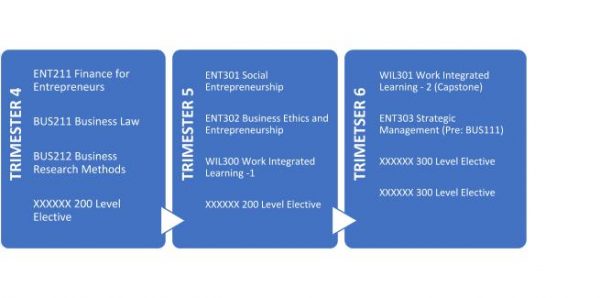 TRIMESTER 4
ENT211 Finance for
Entrepreneurs
BUS211 Business Law
BUS212 Business
Research Methods
XXXXXX 200 Level
Elective
TRIMESTER 5
ENT301 Social
Entrepreneurship
ENT302 Business Ethics and
Entrepreneurship
WIL300 Work Integrated
Learning -1
XXXXXX 200 Level Elective
TRIMETSER 6
WIL301 Work Integrated
Learning - 2 (Capstone)
ENT303 Strategic
Management (Pre: BUS111)
XXXXXX 300 Level Elective
XXXXXX 300 Level Elective